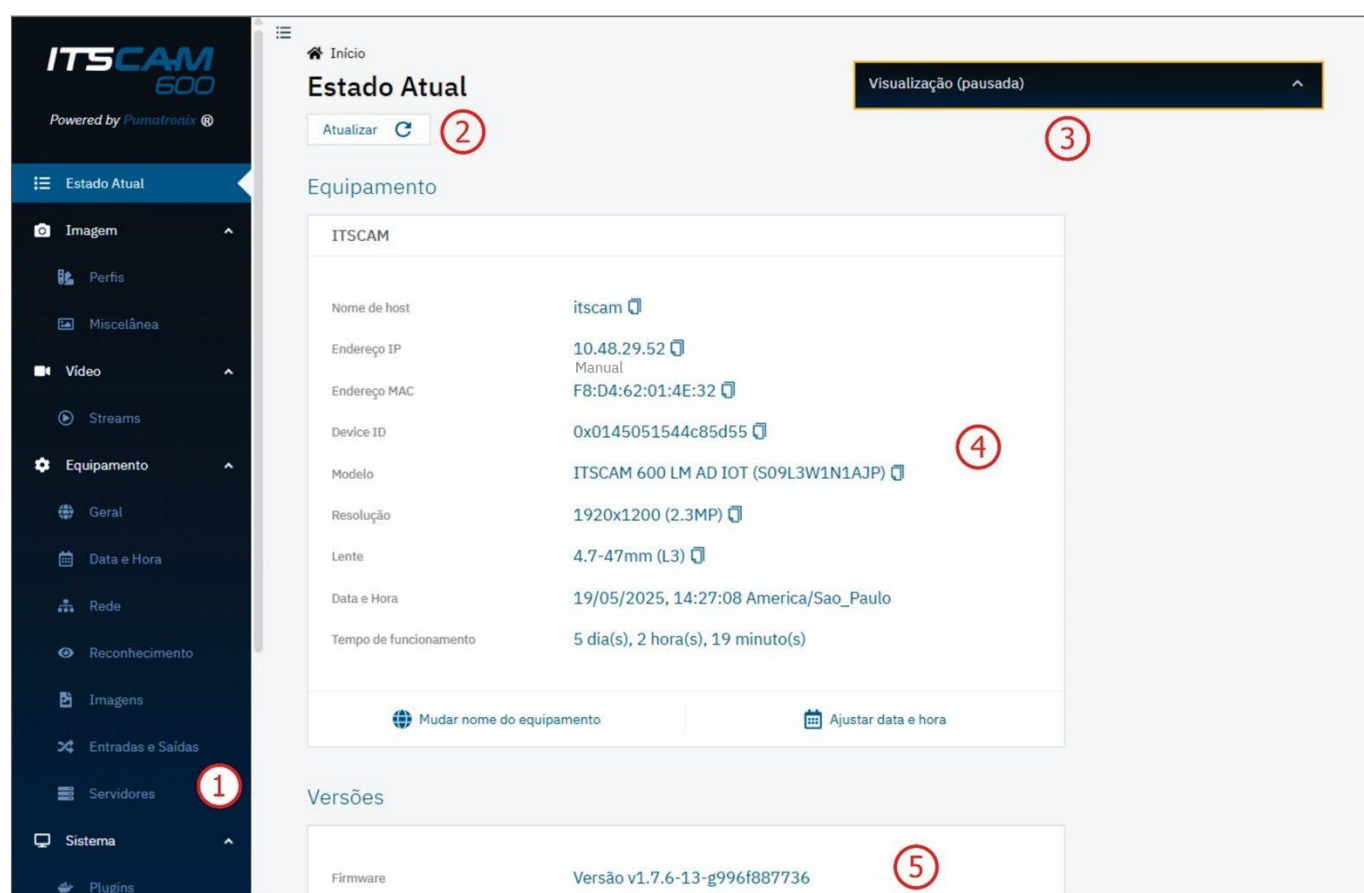 ITSCAM
600
Powered by Pumatronix ®
Estado Atual
Imagem
Perfis
Miscelânea
Vídeo
Streams
Equipamento
Geral
Data e Hora
Rede
Reconhecimento
Imagens
Entradas e Saídas
Servidores
1
Sistema
Plugins
Início
Estado Atual
Atualizar
2
Visualização (pausada)
3
Equipamento
ITSCAM
Nome de host itscam
Endereço IP 10.48.29.52
Manual
Endereço MAC F8:D4:62:01:4E:32
Device ID 0x0145051544c85d55
4
Modelo ITSCAM 600 LM AD IOT (S09L3W1N1AJP)
Resolução 1920x1200 (2.3MP)
Lente 4.7-47mm (L3)
Data e Hora 19/05/2025, 14:27:08 America/Sao_Paulo
Tempo de funcionamento 5 dia(s), 2 hora(s), 19 minuto(s)
Mudar nome do equipamento Ajustar data e hora
Versões
5
Firmware Versão v1.7.6-13-g996f887736